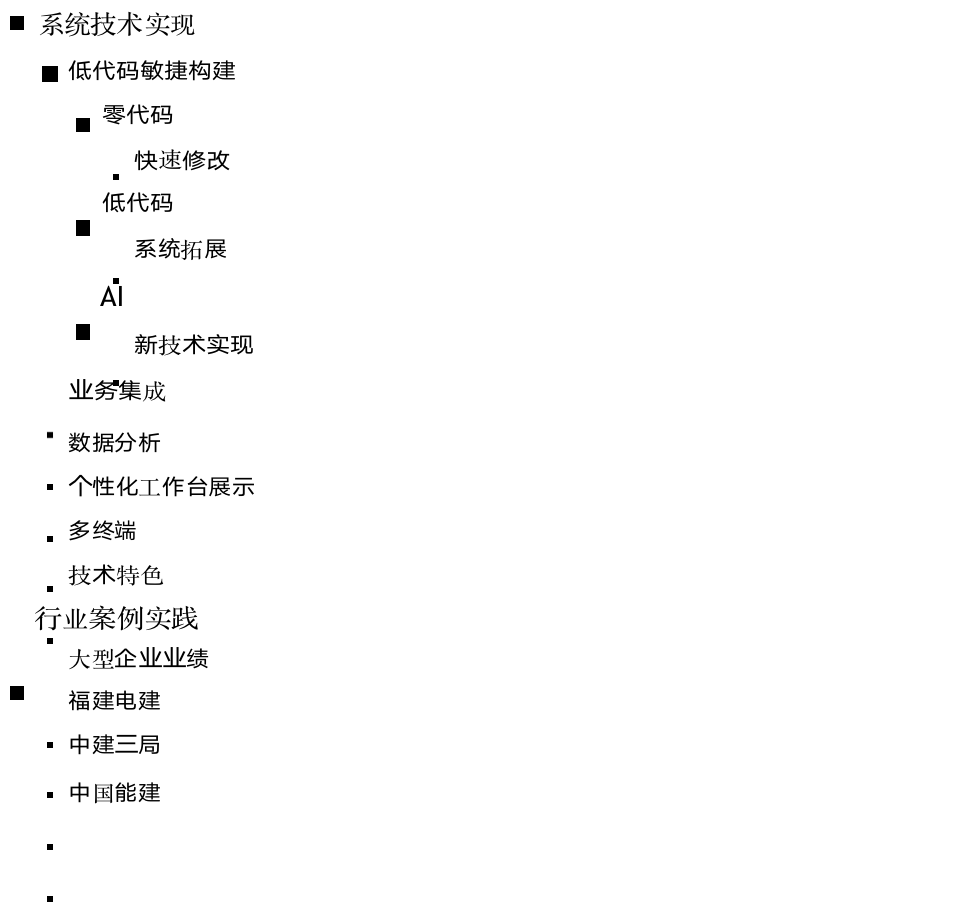 系统技术实现
低代码敏捷构建
零代码
快速修改
低代码
系统拓展
AI
新技术实现
业务集成
数据分析
个性化工作台展示
多终端
技术特色
行业案例实践
大型企业业绩
福建电建
中建三局
中国能建